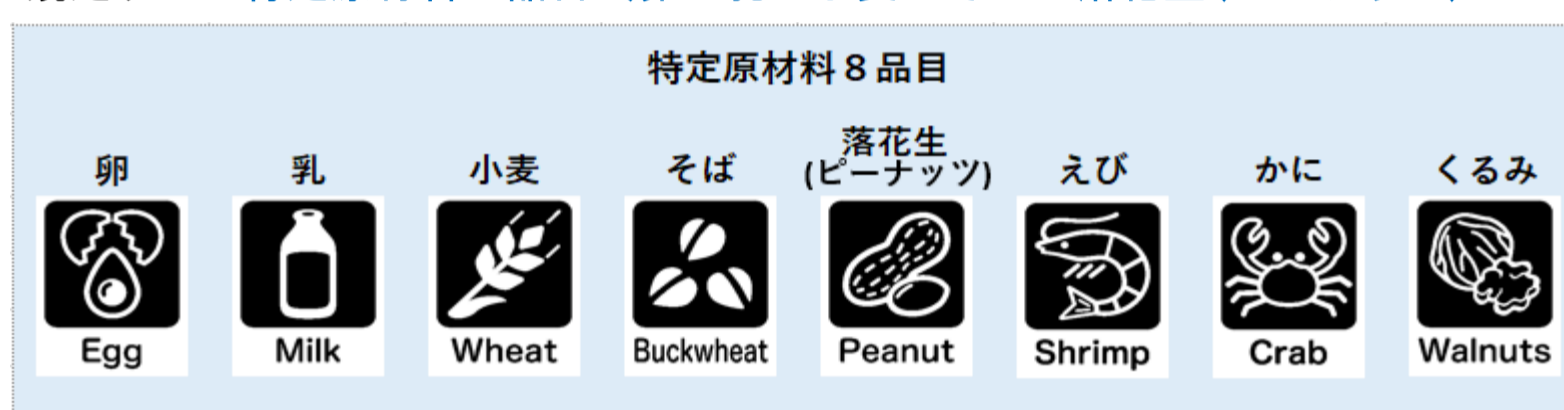 特定原材料８品目
卵
乳
小麦
そば
落花生
(ピーナッツ)
えび
かに
くるみ
Egg
Milk
Wheat
Buckwheat
Peanut
Shrimp
Crab
Walnuts